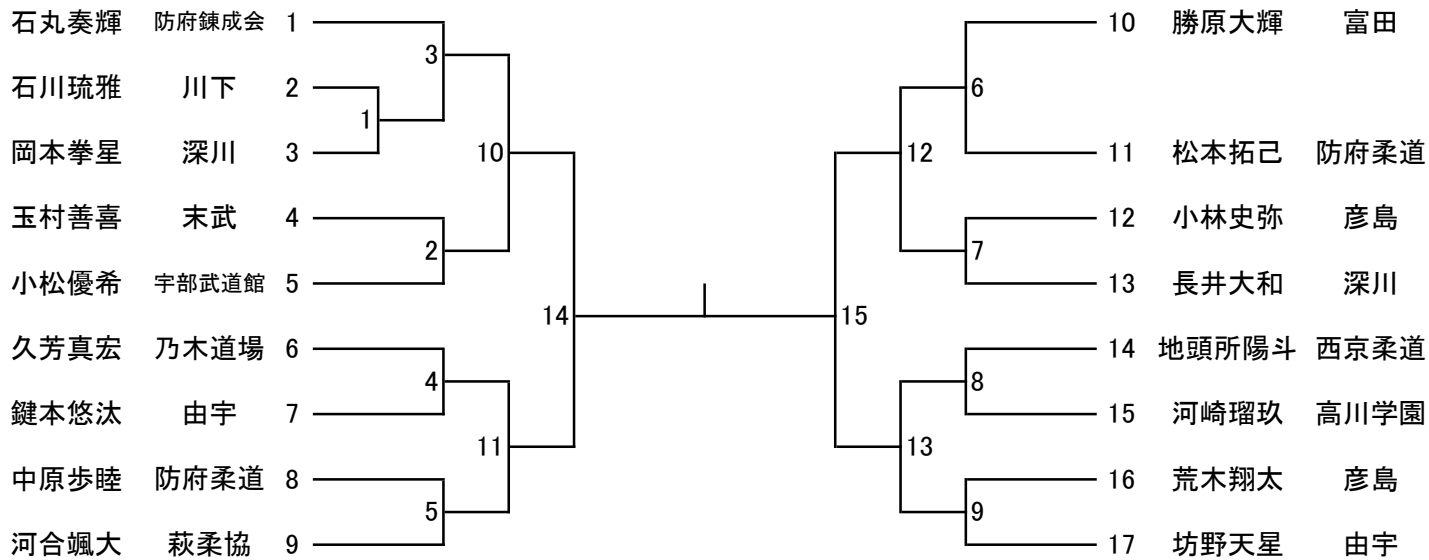 石丸奏輝 防府錬成会 1
石川琉雅 川下 2
岡本拳星 深川 3
玉村善喜 末武 4
小松優希 宇部武道館 5
久芳真宏 乃木道場 6
鍵本悠汰 由宇 7
中原歩睦 防府柔道 8
河合颯大 萩柔協 9
3
1
10
2
14
4
11
5
10 勝原大輝 富田
11 松本拓己 防府柔道
12 小林史弥 彦島
13 長井大和 深川
14 地頭所陽斗 西京柔道
15 河崎瑠玖 高川学園
16 荒木翔太 彦島
17 坊野天星 由宇
6
12
7
15
8
13
9